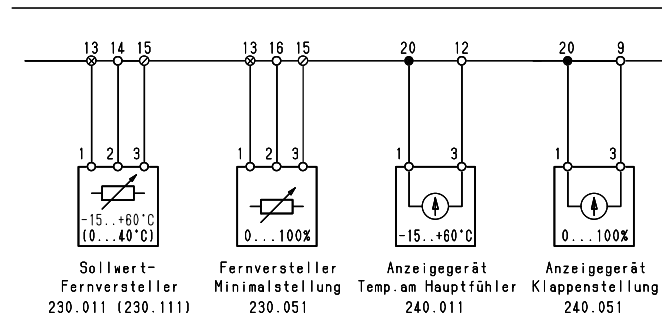 13 14 15 13 16 15 20 12 20 9
1 2 3 1 2 3 1 3 1 3
-15..+60°C
(0...40°C)
0...100%
-15..+60°C
0...100%
Sollwert-
Fernversteller
230.011 (230.111)
Fernversteller
Minimalstellung
230.051
Anzeigegerät
Temp.am Hauptfühler
240.011
Anzeigegerät
Klappenstellung
240.051